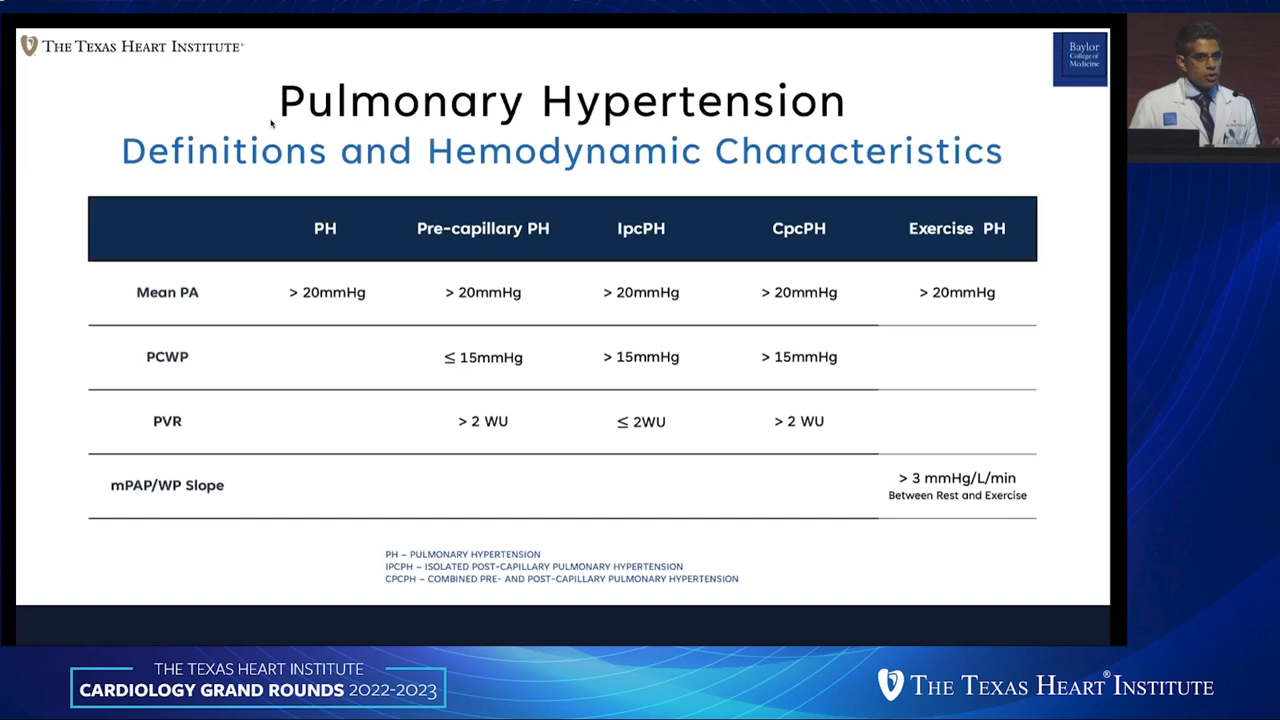 THE TEXAS HEART INSTITUTE®
Baylor
College of
Medicine
Pulmonary Hypertension
Definitions and Hemodynamic Characteristics
PH Pre-capillary PH IpcPH CpcPH Exercise PH
Mean PA > 20mmHg > 20mmHg > 20mmHg > 20mmHg > 20mmHg
PCWP ≤ 15mmHg > 15mmHg > 15mmHg
PVR > 2 WU ≤ 2WU > 2 WU
mPAP/WP Slope > 3 mmHg/L/min
Between Rest and Exercise
PH – PULMONARY HYPERTENSION
IPCPH – ISOLATED POST-CAPILLARY PULMONARY HYPERTENSION
CPCPH – COMBINED PRE- AND POST-CAPILLARY PULMONARY HYPERTENSION
THE TEXAS HEART INSTITUTE
CARDIOLOGY GRAND ROUNDS 2022-2023
THE TEXAS HEART® INSTITUTE